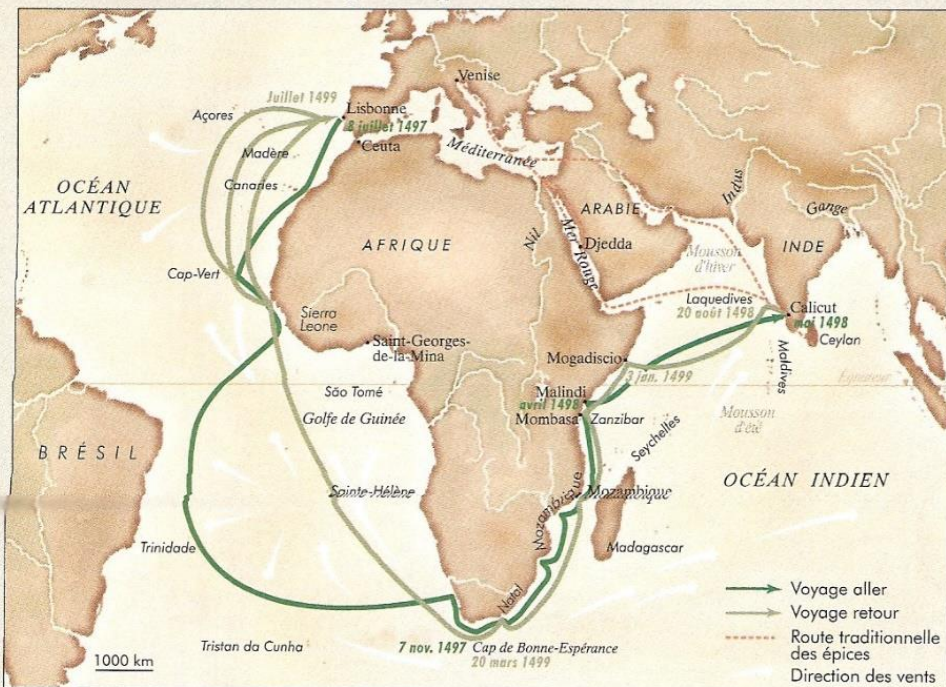 Venise
Juillet 1499
Açores
Lisbonne
8 juillet 1497
Ceuta
Madère
Méditerranée
Canaries
OCÉAN
ATLANTIQUE
AFRIQUE
Nil
Mer Rouge
ARABIE
Djedda
Indus
Gange
INDE
Mousson
d'hiver
Cap-Vert
Sierra
Leone
Saint-Georges-
de-la-Mina
Laquedives
20 août 1498
Calicut
mai 1498
Ceylan
Maldives
Mogadiscio
3 jan. 1499
Équateur
São Tomé
Golfe de Guinée
Malindi
avril 1498
Mombasa
Zanzibar
Seychelles
Mousson
d'été
BRÉSIL
OCÉAN INDIEN
Sainte-Hélène
Mozambique
Mozambique
Madagascar
Trinidade
Natal
Tristan da Cunha
7 nov. 1497
Cap de Bonne-Espérance
20 mars 1499
1000 km
Voyage aller
Voyage retour
Route traditionnelle
des épices
Direction des vents